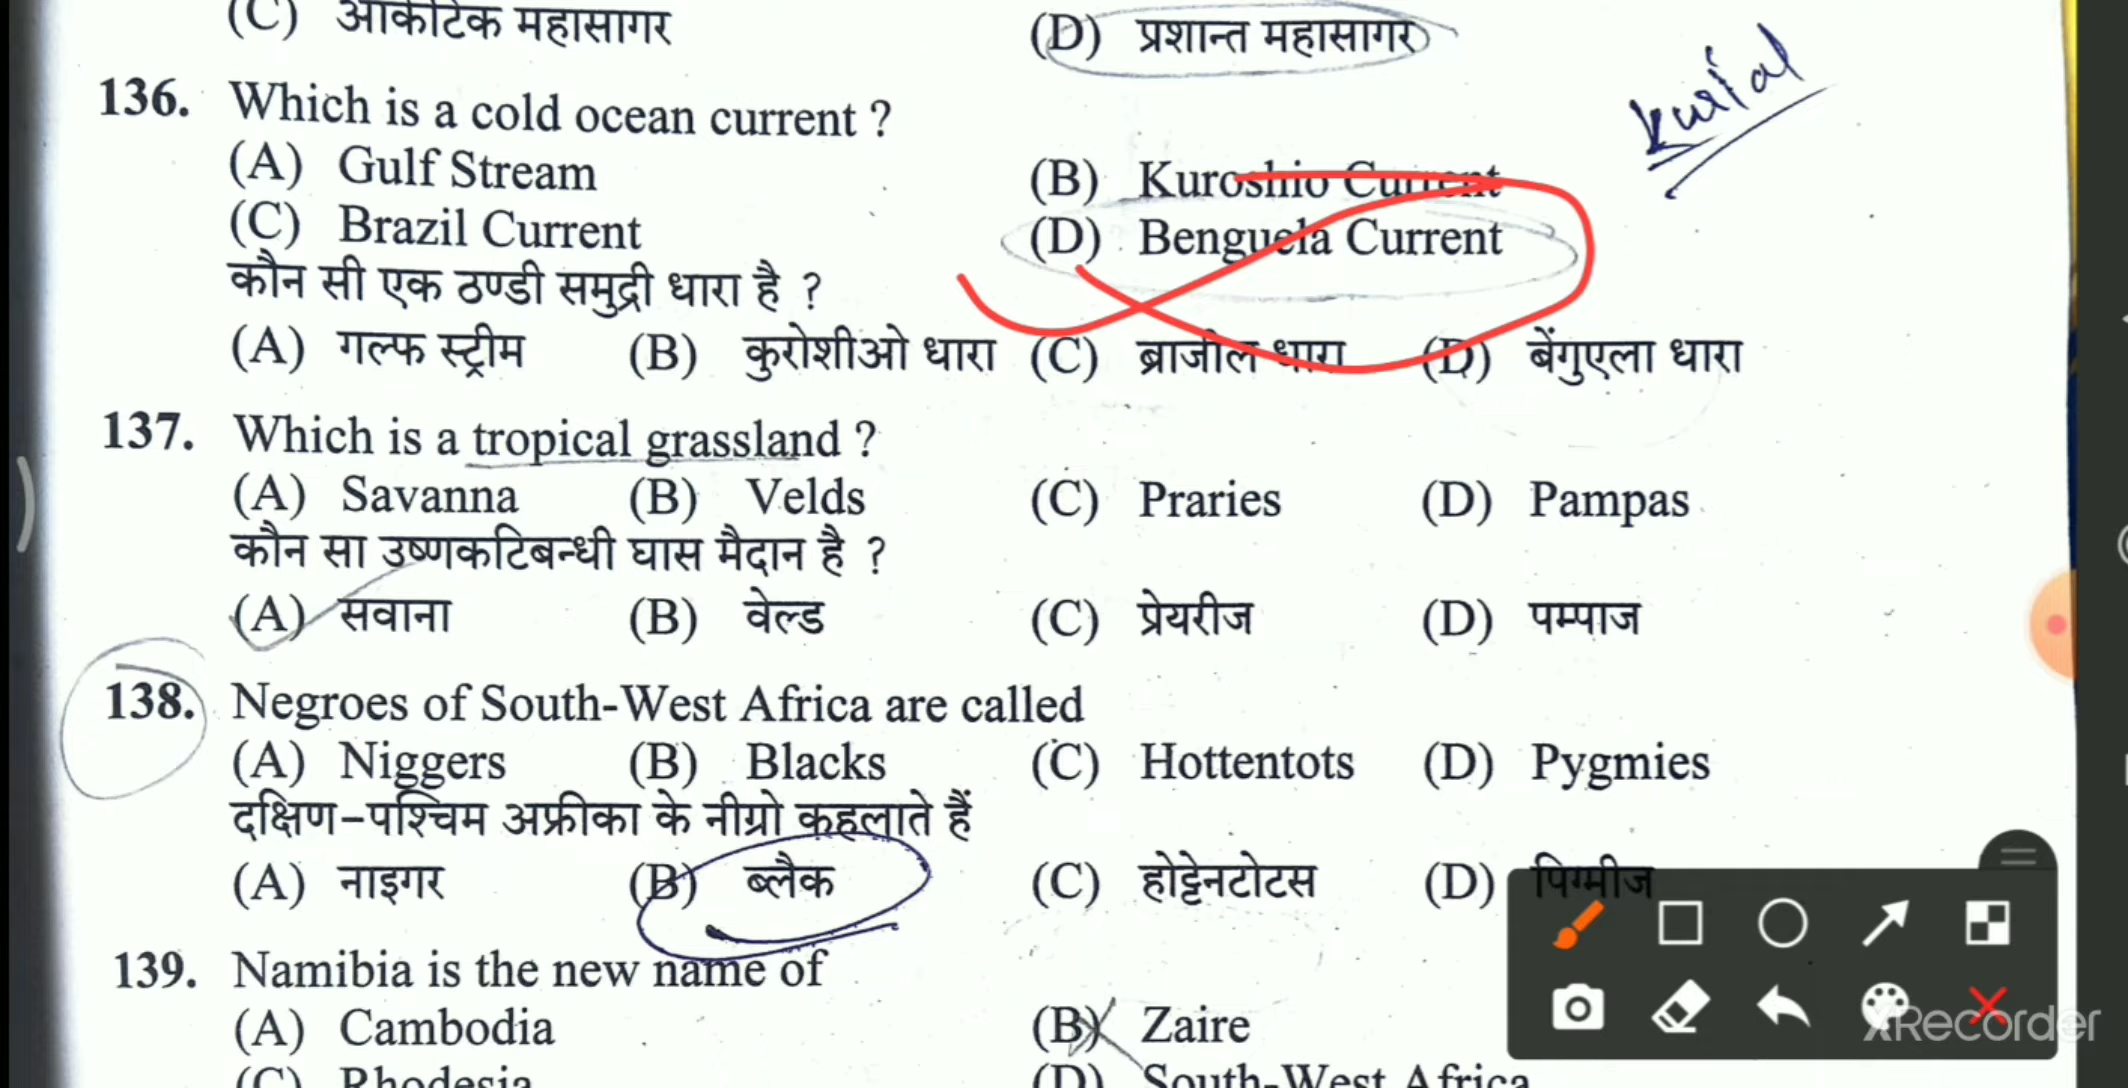 (C) आर्कटिक महासागर (D) प्रशान्त महासागर
kurial
136. Which is a cold ocean current ?
(A) Gulf Stream (B) Kuroshio Current
(C) Brazil Current (D) Benguela Current
कौन सी एक ठण्डी समुद्री धारा है ?
(A) गल्फ स्ट्रीम (B) कुरोशीओ धारा (C) ब्राजील धारा (D) बेंगुएला धारा
137. Which is a tropical grassland ?
(A) Savanna (B) Velds (C) Praries (D) Pampas
कौन सा उष्णकटिबन्धी घास मैदान है ?
(A) सवाना (B) वेल्ड (C) प्रेयरीज (D) पम्पाज
138. Negroes of South-West Africa are called
(A) Niggers (B) Blacks (C) Hottentots (D) Pygmies
दक्षिण-पश्चिम अफ्रीका के नीग्रो कहलाते हैं
(A) नाइगर (B) ब्लैक (C) होट्टेनटोटस (D) पिग्मीज
139. Namibia is the new name of
(A) Cambodia (B) Zaire
(C) Rhodesia (D) South-West Africa
XRecorder